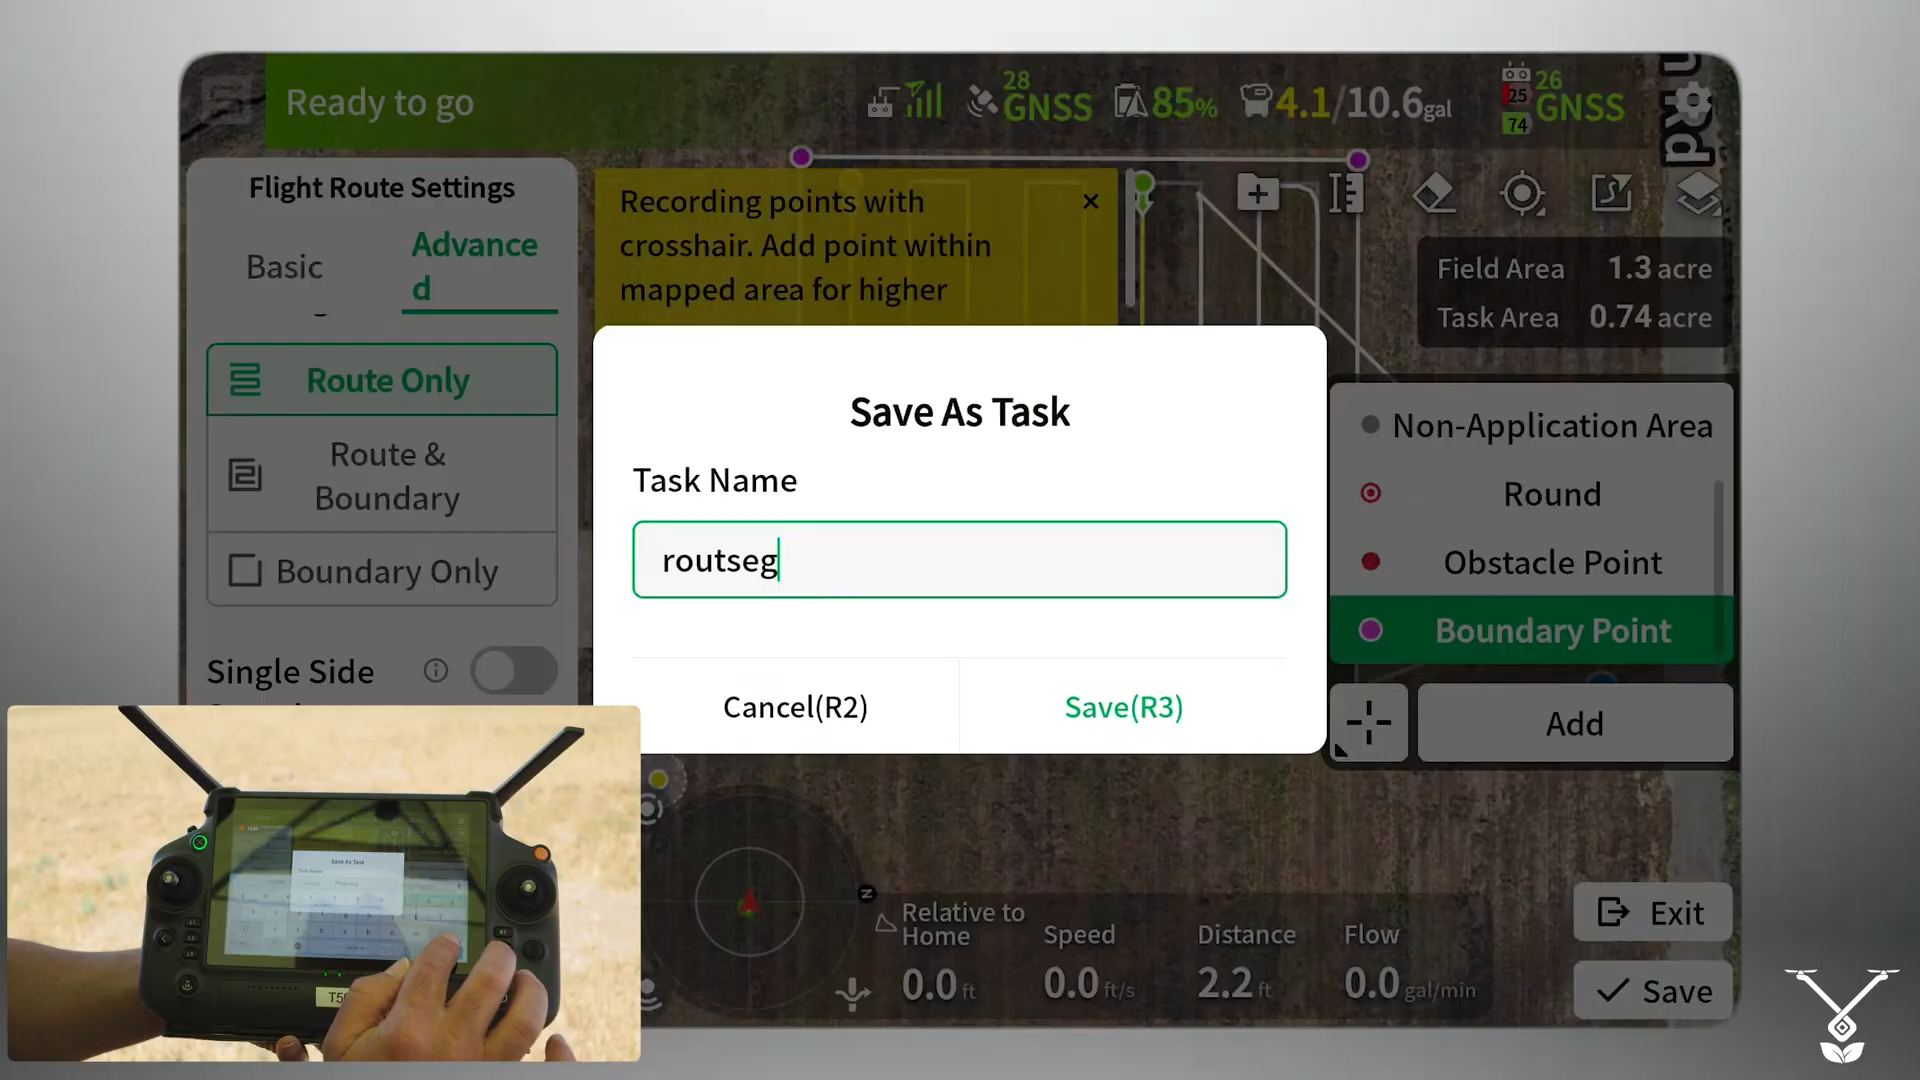 Ready to go
28
GNSS
85%
4.1/10.6gal
25
74
26
GNSS
Rd
Flight Route Settings
Basic
Advance
d
Recording points with
crosshair. Add point within
mapped area for higher
Field Area 1.3 acre
Task Area 0.74 acre
Route Only
Route &
Boundary
Boundary Only
Single Side
Save As Task
Task Name
routseg
Cancel(R2)
Save(R3)
Non-Application Area
Round
Obstacle Point
Boundary Point
Add
N
Relative to
Home
0.0 ft
Speed
0.0 ft/s
Distance
2.2 ft
Flow
0.0 gal/min
Exit
Save
Save As Task